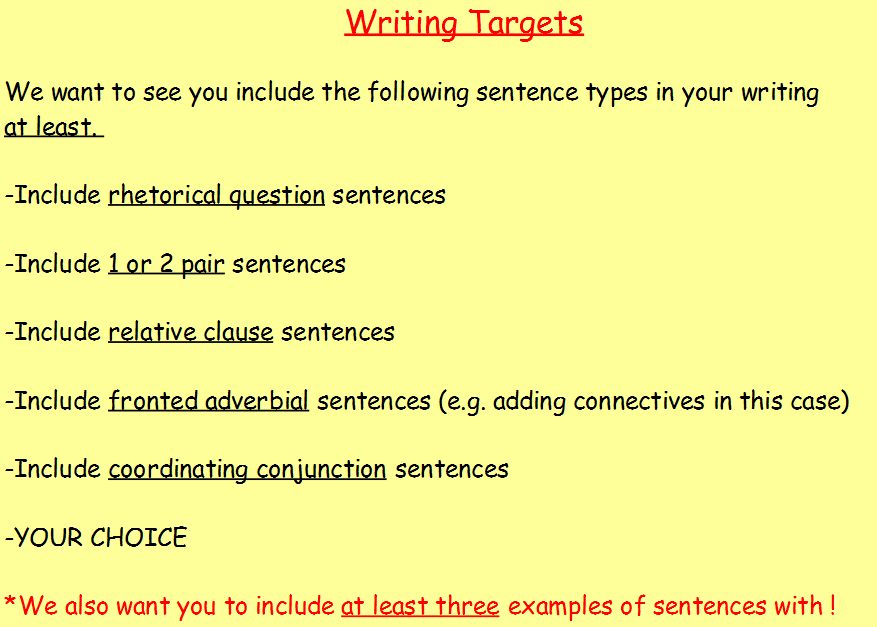 Writing Targets
We want to see you include the following sentence types in your writing
at least.
-Include rhetorical question sentences
-Include 1 or 2 pair sentences
-Include relative clause sentences
-Include fronted adverbial sentences (e.g. adding connectives in this case)
-Include coordinating conjunction sentences
-YOUR CHOICE
*We also want you to include at least three examples of sentences with !